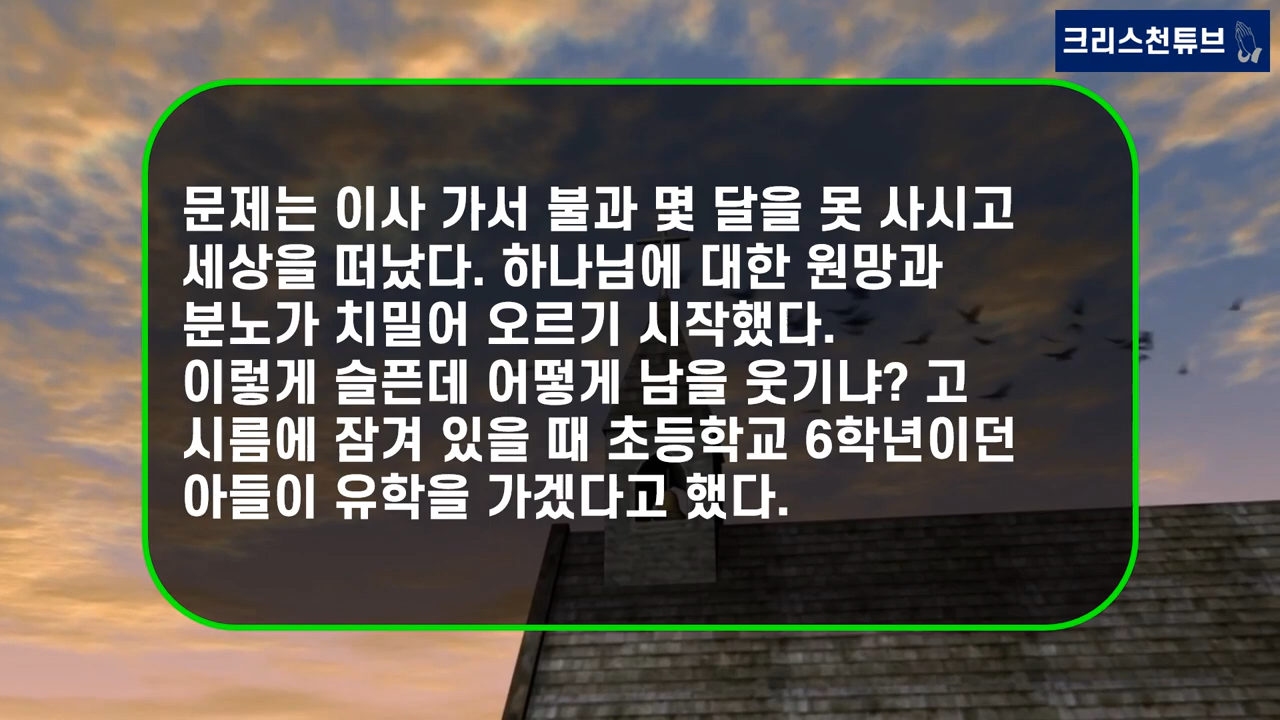 크리스천튜브
문제는 이사 가서 불과 몇 달을 못 사시고
세상을 떠났다. 하나님에 대한 원망과
분노가 치밀어 오르기 시작했다.
이렇게 슬픈데 어떻게 남을 웃기냐? 고
시름에 잠겨 있을 때 초등학교 6학년이던
아들이 유학을 가겠다고 했다.